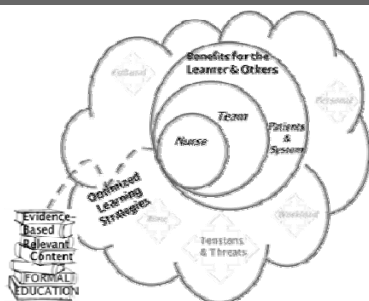 Benefits for the
Learner & Others
Cultural
Personal
Team
Nurse
Patients
&
System
Optimized
Learning
Strategies
Time
Workload
Tensions
& Threats
Evidence-
Based
Relevant
Content
FORMAL
EDUCATION